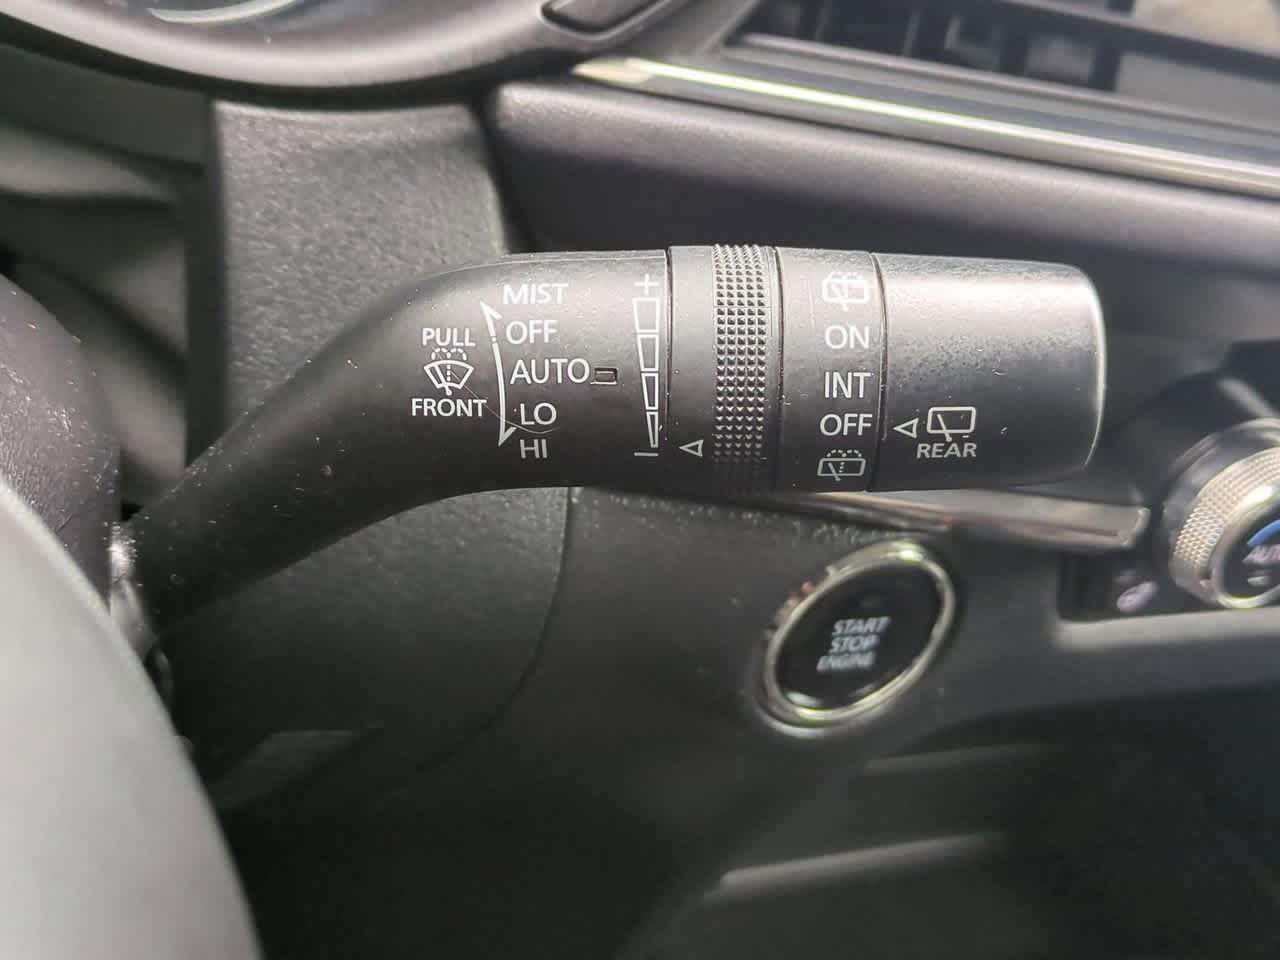 PULL
FRONT
MIST
OFF
AUTO
LO
HI
+
−
ON
INT
OFF
REAR
START
STOP
ENGINE